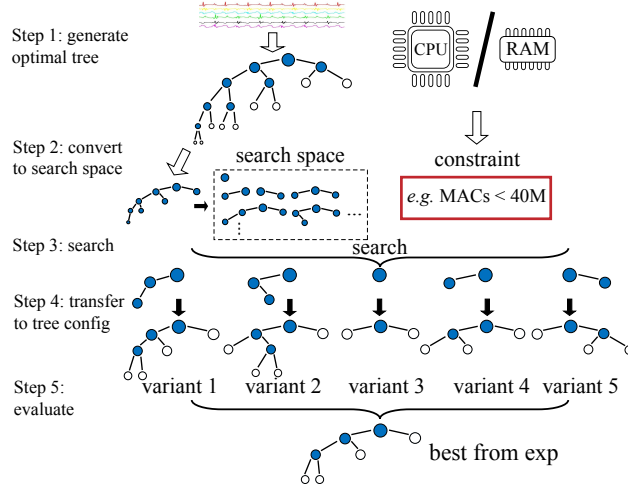 Step 1: generate
optimal tree
CPU
RAM
Step 2: convert
to search space
search space
constraint
e.g. MACs < 40M
...
Step 3: search
search
Step 4: transfer
to tree config
Step 5:
evaluate
variant 1
variant 2
variant 3
variant 4
variant 5
best from exp